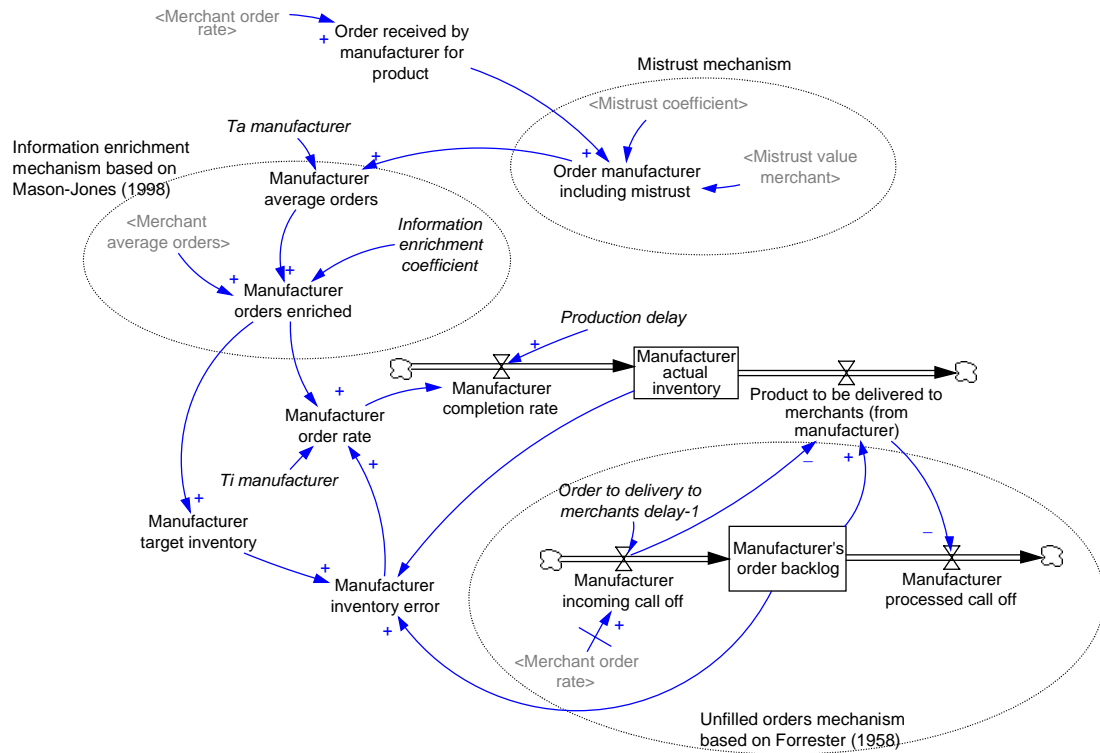 <Merchant order
rate>
+
Order received by
manufacturer for
product
Mistrust mechanism
<Mistrust coefficient>
Ta manufacturer
Information enrichment
mechanism based on
Mason-Jones (1998)
+
+
Order manufacturer
including mistrust
<Mistrust value
merchant>
Manufacturer
average orders
<Merchant
average orders>
Information
enrichment
coefficient
+
+
Manufacturer
orders enriched
Production delay
+
Manufacturer
actual
inventory
Manufacturer
completion rate
+
Product to be delivered to
merchants (from
manufacturer)
Manufacturer
order rate
+
Ti manufacturer
–
+
Order to delivery to
merchants delay-1
+
Manufacturer
target inventory
–
Manufacturer's
order backlog
+
Manufacturer
inventory error
+
Manufacturer
incoming call off
Manufacturer
processed call off
+
<Merchant order
rate>
Unfilled orders mechanism
based on Forrester (1958)